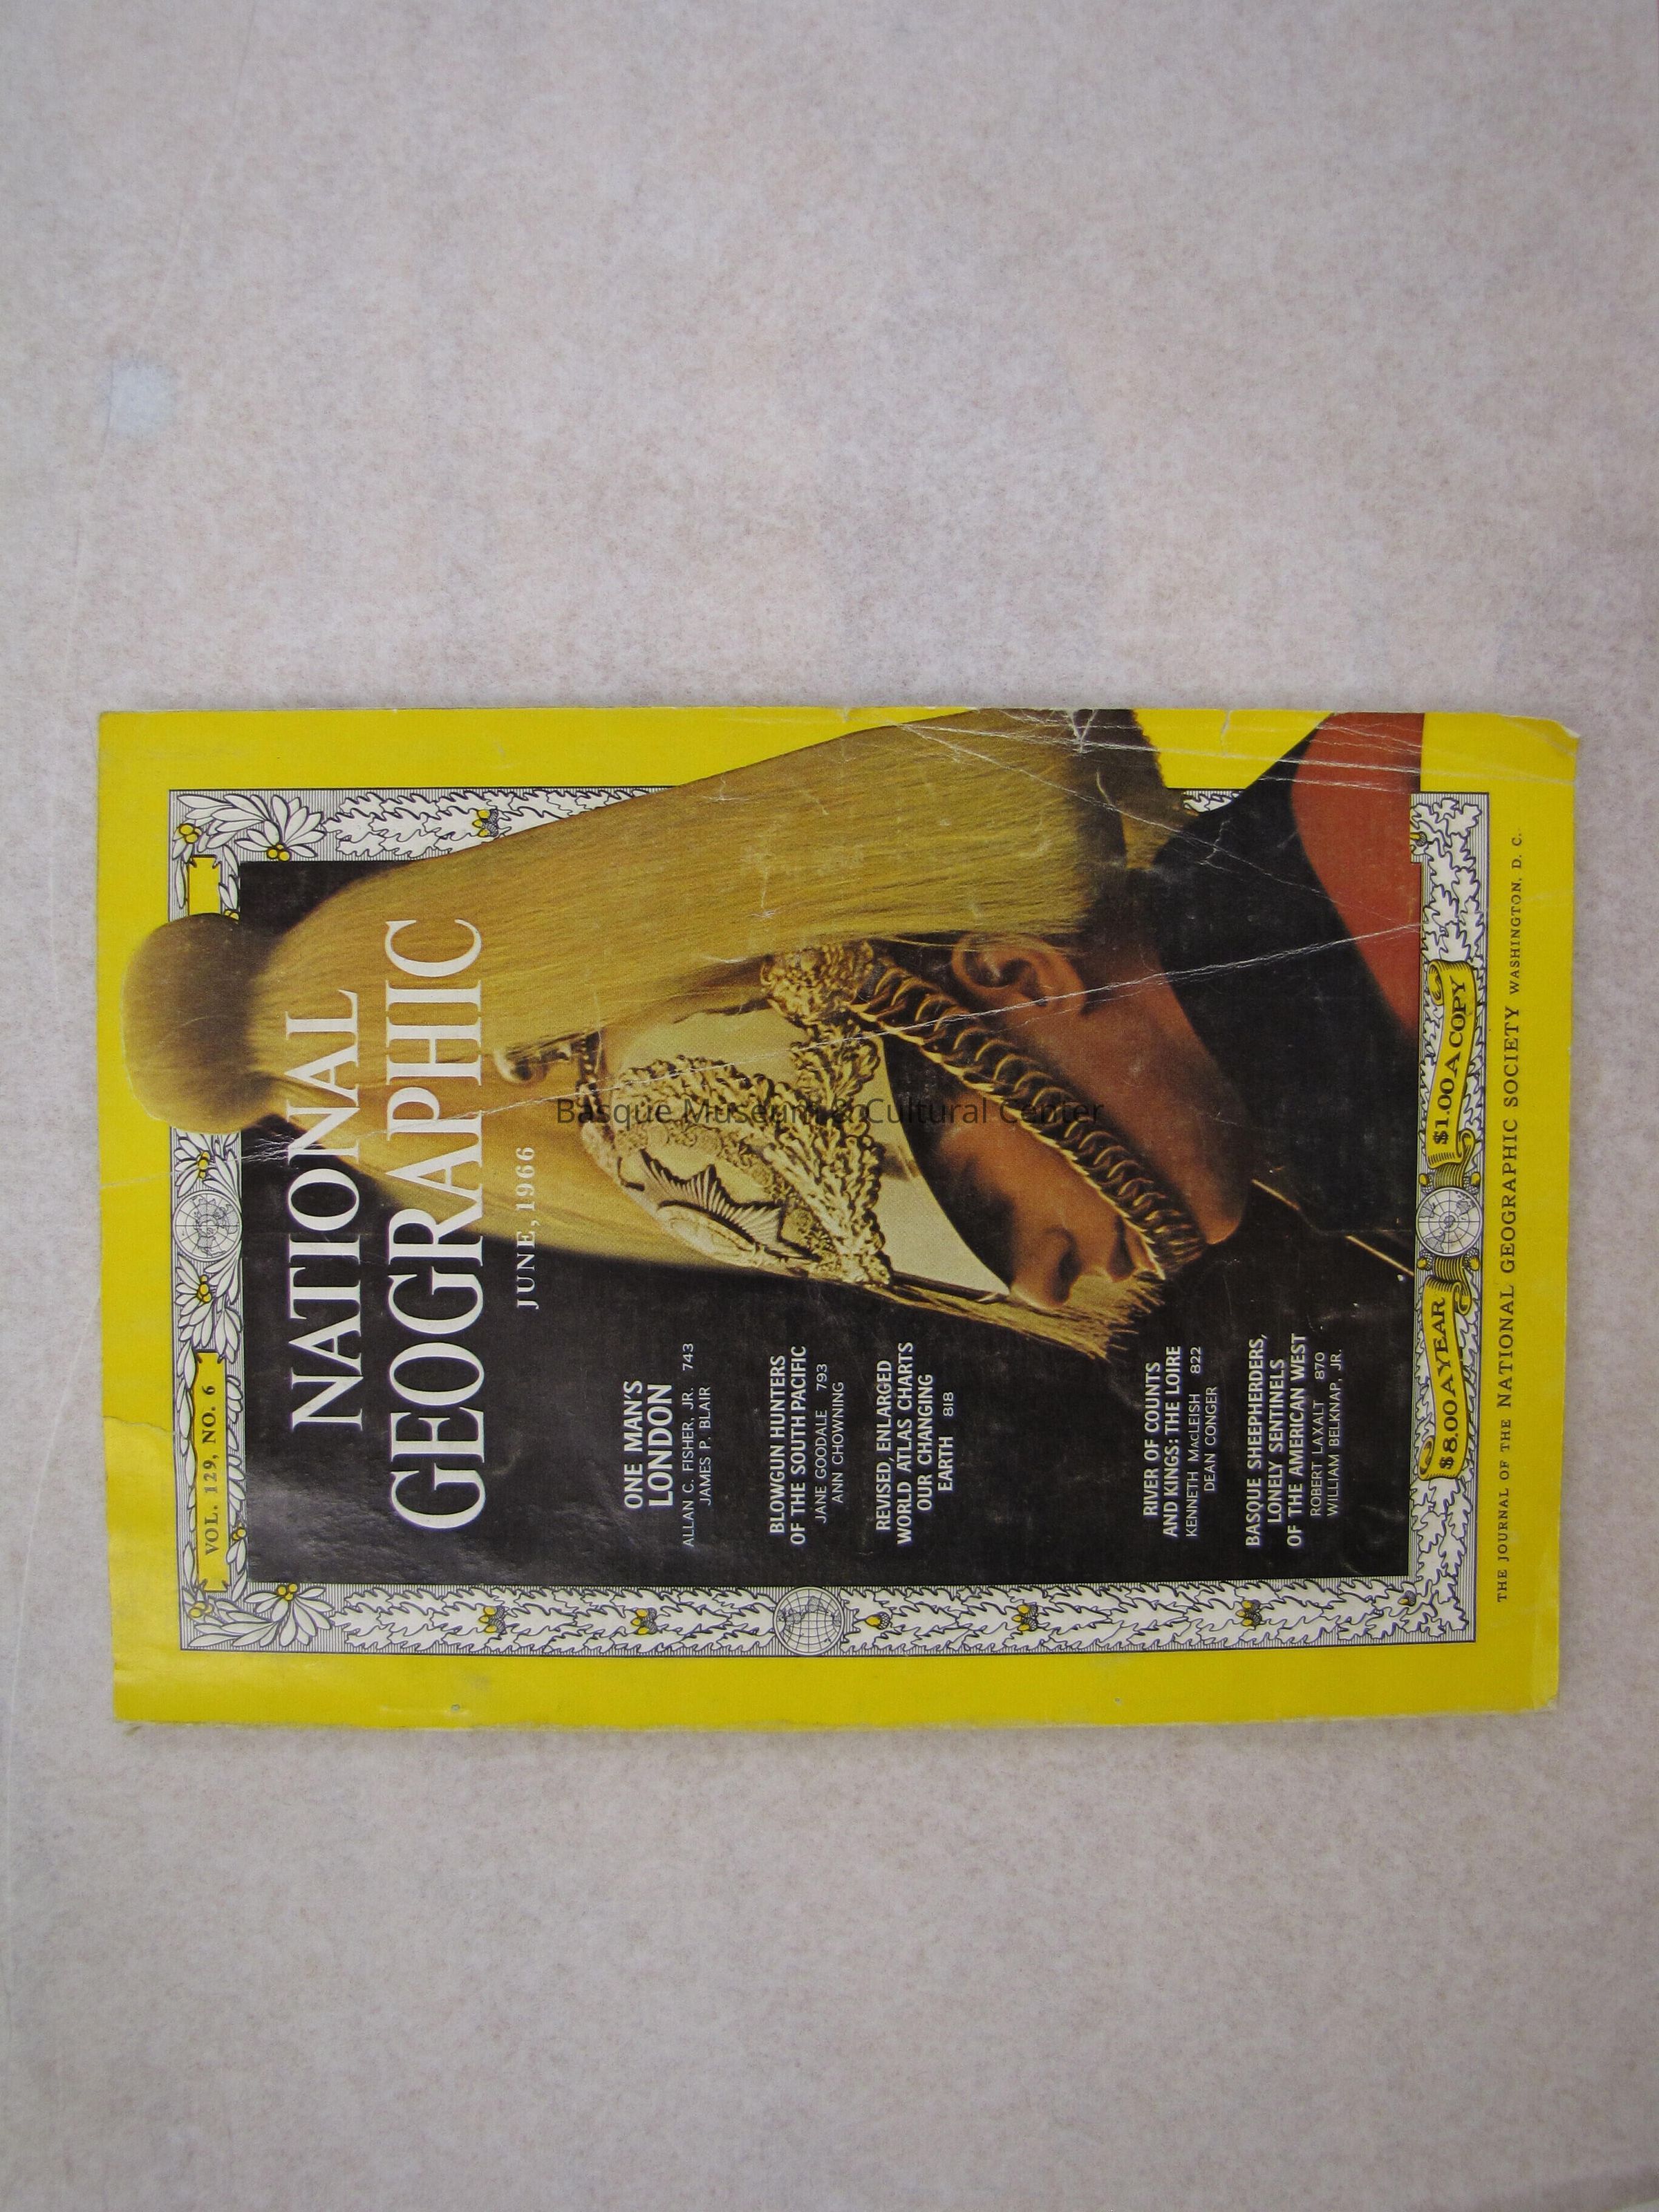 VOL. 129, NO. 6
NATIONAL
GEOGRAPHIC
JUNE, 1966
ONE MAN'S
LONDON
ALLAN C. FISHER, JR. 743
JAMES P. BLAIR
BLOWGUN HUNTERS
OF THE SOUTH PACIFIC
JANE GOODALE 793
ANN CHOWNING
REVISED, ENLARGED
WORLD ATLAS CHARTS
OUR CHANGING
EARTH 818
RIVER OF COUNTS
AND KINGS: THE LOIRE
KENNETH MacLEISH 822
DEAN CONGER
BASQUE SHEEPHERDERS,
LONELY SENTINELS
OF THE AMERICAN WEST
ROBERT LAXALT 870
WILLIAM BELKNAP, JR.
$8.00 A YEAR $1.00 A COPY
THE JOURNAL OF THE NATIONAL GEOGRAPHIC SOCIETY WASHINGTON, D. C.
Basque Museum & Cultural Center